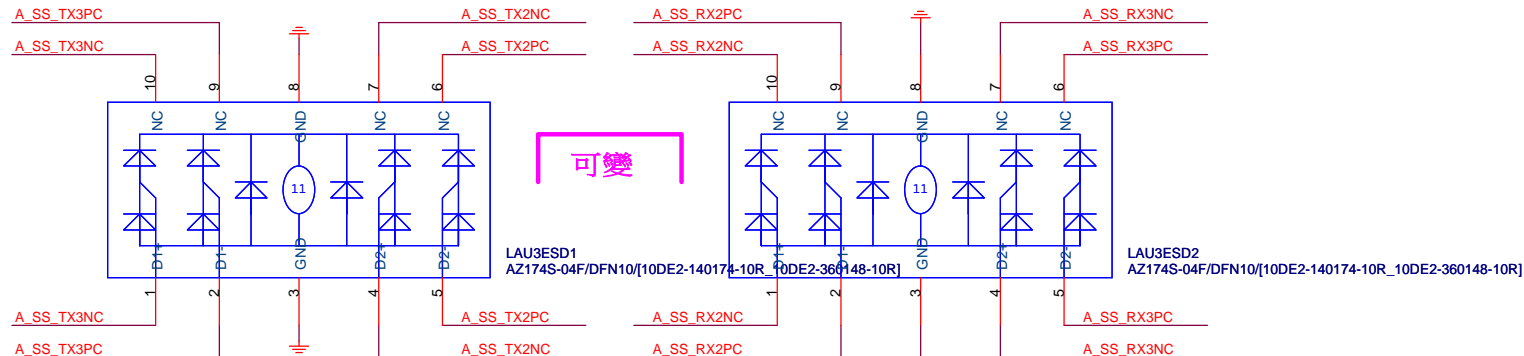 A_SS_TX3PC
A_SS_TX2NC
A_SS_RX2PC
A_SS_RX3NC
A_SS_TX3NC
A_SS_TX2PC
A_SS_RX2NC
A_SS_RX3PC
10 9 8 7 6
10 9 8 7 6
NC NC GND NC NC
NC NC GND NC NC
可變
11
11
D1+ D1- GND D2+ D2-
D1+ D1- GND D2+ D2-
LAU3ESD1
AZ174S-04F/DFN10/[10DE2-140174-10R_10DE2-360148-10R]
LAU3ESD2
AZ174S-04F/DFN10/[10DE2-140174-10R_10DE2-360148-10R]
1 2 3 4 5
1 2 3 4 5
A_SS_TX3NC
A_SS_TX2PC
A_SS_RX2NC
A_SS_RX3PC
A_SS_TX3PC
A_SS_TX2NC
A_SS_RX2PC
A_SS_RX3NC